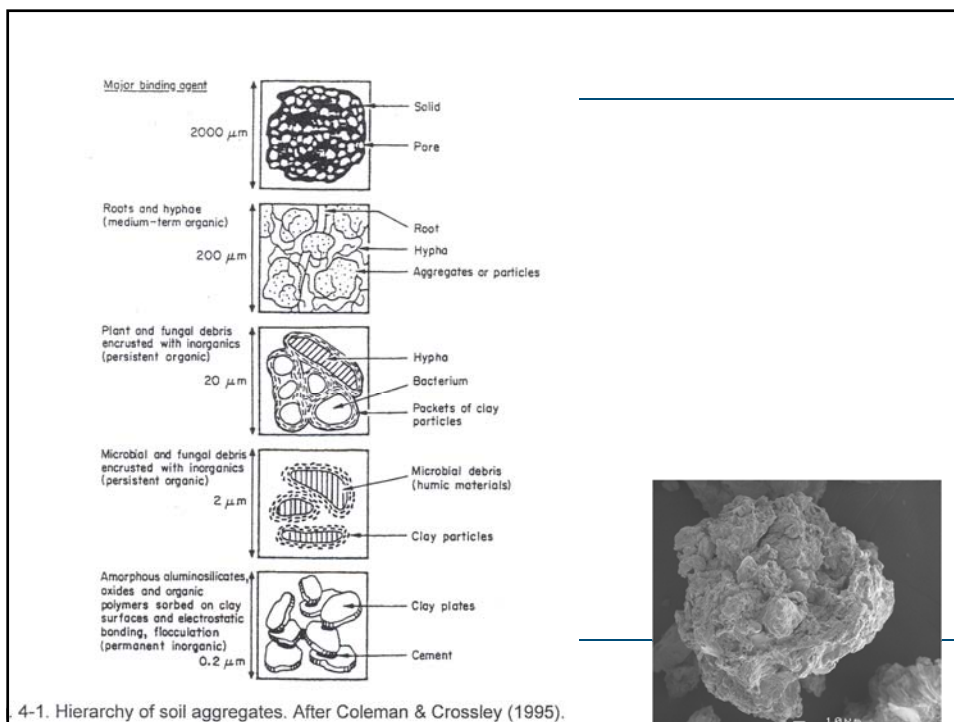 Major binding agent
2000 μm
Solid
Pore
Roots and hyphae
(medium-term organic)
200 μm
Root
Hypha
Aggregates or particles
Plant and fungal debris
encrusted with inorganics
(persistent organic)
20 μm
Hypha
Bacterium
Packets of clay
particles
Microbial and fungal debris
encrusted with inorganics
(persistent organic)
2 μm
Microbial debris
(humic materials)
Clay particles
Amorphous aluminosilicates,
oxides and organic
polymers sorbed on clay
surfaces and electrostatic
bonding, flocculation
(permanent inorganic)
0.2 μm
Clay plates
Cement
. 4-1. Hierarchy of soil aggregates. After Coleman & Crossley (1995).